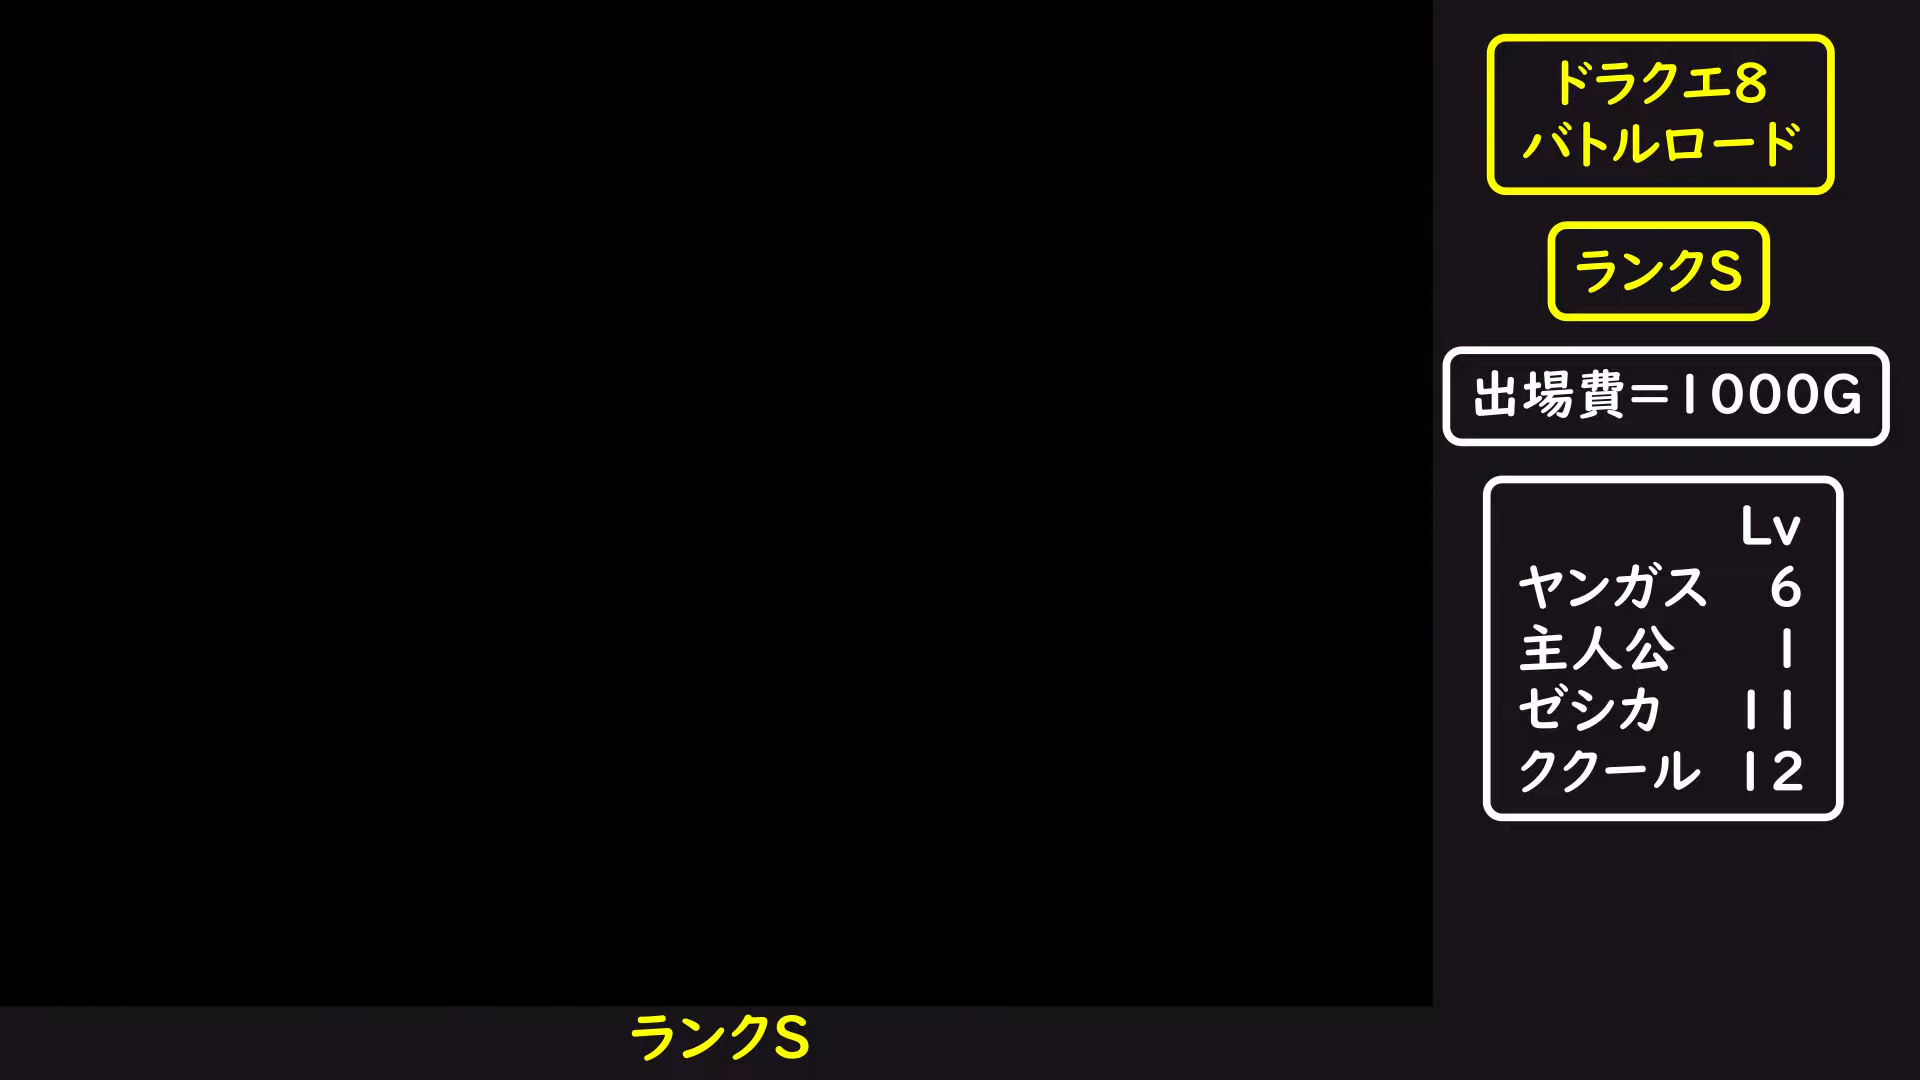 ドラクエ8
バトルロード
ランクS
出場費=1000G
Lv
ヤンガス 6
主人公 1
ゼシカ 11
ククール 12
ランクS